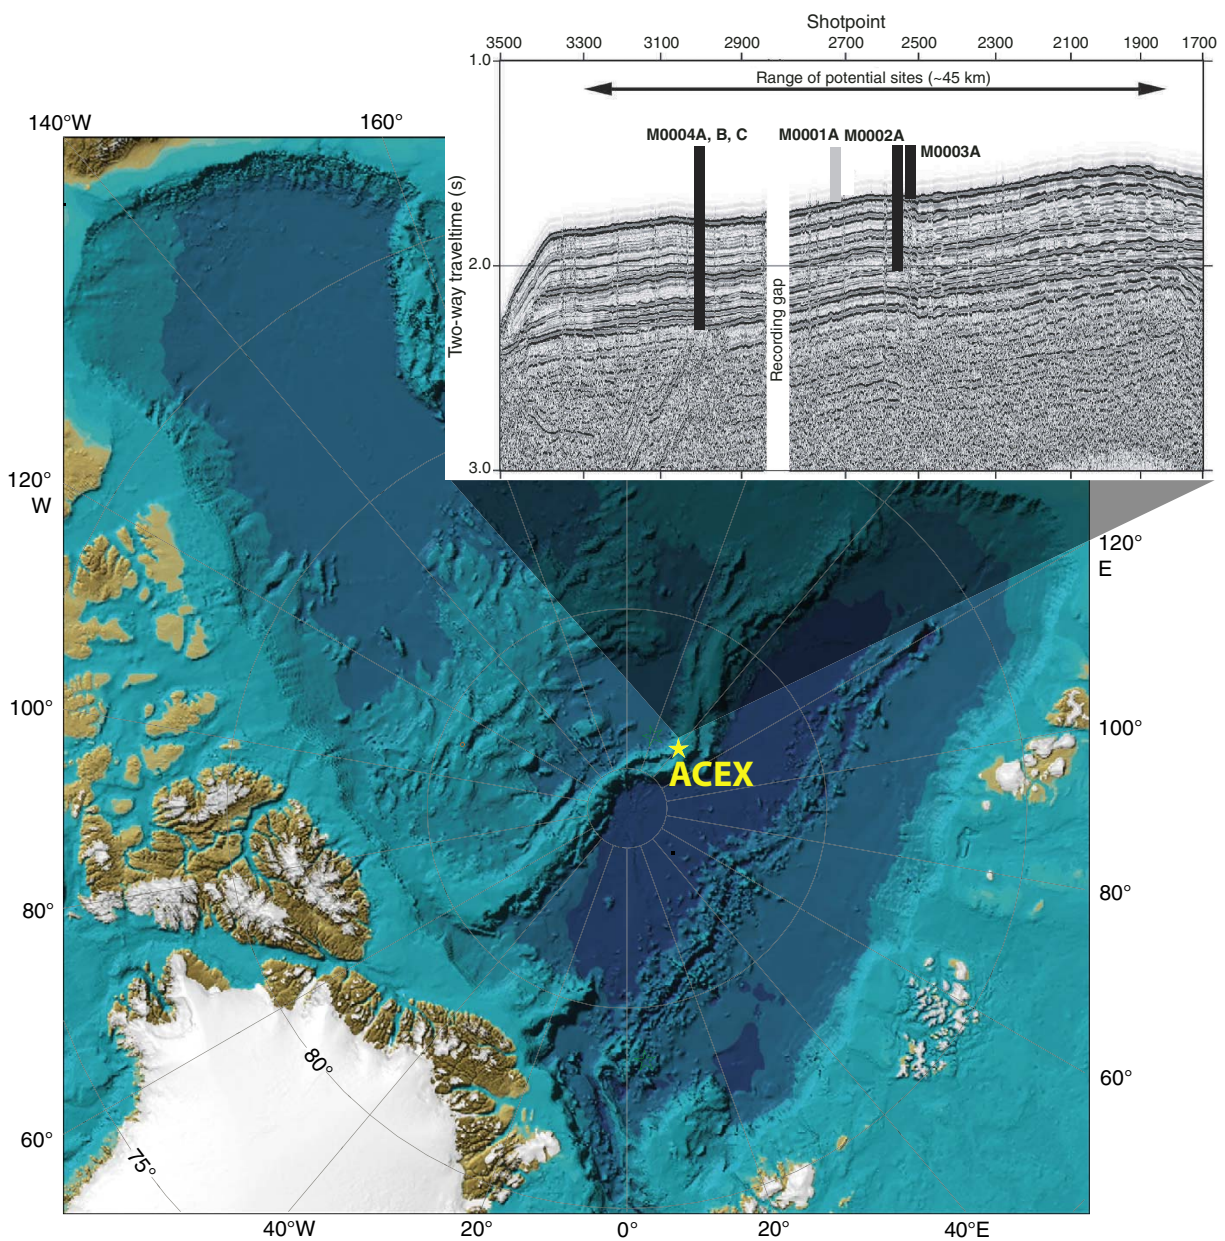 Shotpoint
3500 3300 3100 2900 2700 2500 2300 2100 1900 1700
1.0
Range of potential sites (~45 km)
140°W
160°
M0004A, B, C
M0001A M0002A
M0003A
Two-way traveltime (s)
2.0
Recording gap
3.0
120°
W
120°
E
100°
100°
ACEX
80°
80°
80°
60°
60°
75°
40°W
20°
0°
20°
40°E